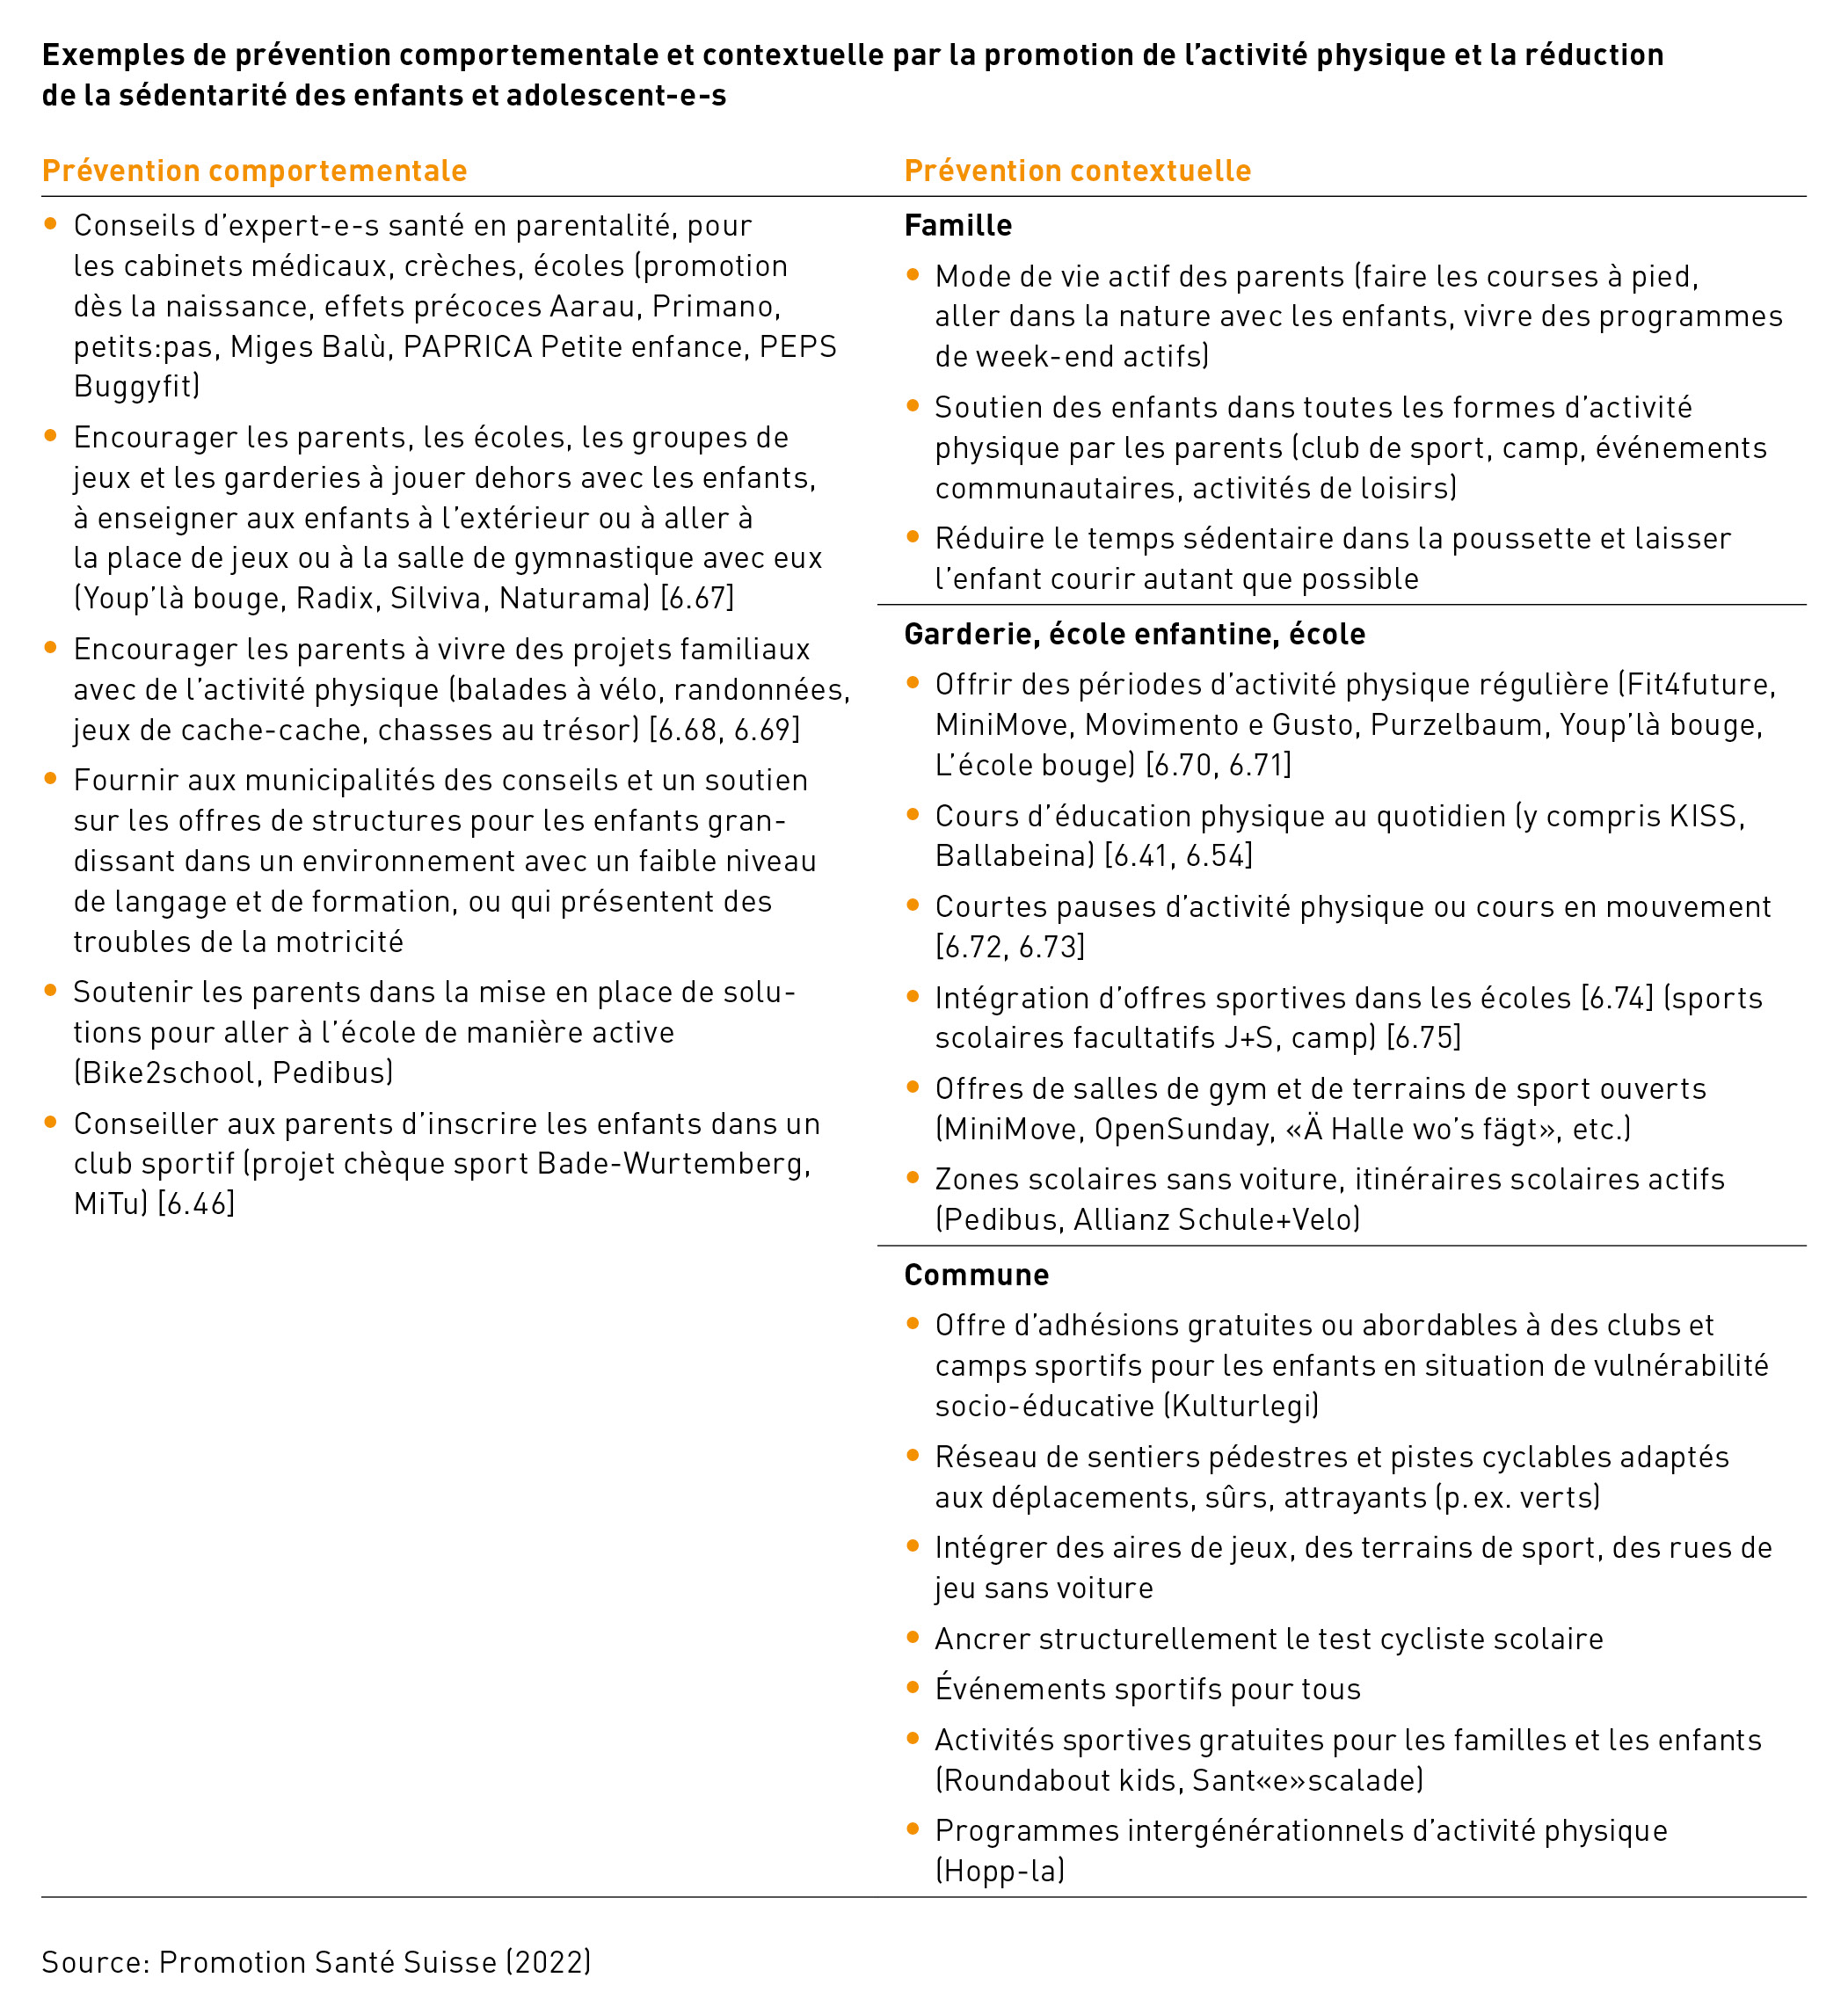 Exemples de prévention comportementale et contextuelle par la promotion de l’activité physique et la réduction
de la sédentarité des enfants et adolescent-e-s
Prévention comportementale
Conseils d’expert-e-s santé en parentalité, pour
les cabinets médicaux, crèches, écoles (promotion
dès la naissance, effets précoces Aarau, Primano,
petits:pas, Miges Balù, PAPRICA Petite enfance, PEPS
Buggyfit)
Encourager les parents, les écoles, les groupes de
jeux et les garderies à jouer dehors avec les enfants,
à enseigner aux enfants à l’extérieur ou à aller à
la place de jeux ou à la salle de gymnastique avec eux
(Youp’là bouge, Radix, Silviva, Naturama) [6.67]
Encourager les parents à vivre des projets familiaux
avec de l’activité physique (balades à vélo, randonnées,
jeux de cache-cache, chasses au trésor) [6.68, 6.69]
Fournir aux municipalités des conseils et un soutien
sur les offres de structures pour les enfants gran-
dissant dans un environnement avec un faible niveau
de langage et de formation, ou qui présentent des
troubles de la motricité
Soutenir les parents dans la mise en place de solu-
tions pour aller à l’école de manière active
(Bike2school, Pedibus)
Conseiller aux parents d’inscrire les enfants dans un
club sportif (projet chèque sport Bade-Wurtemberg,
MiTu) [6.46]
Prévention contextuelle
Famille
Mode de vie actif des parents (faire les courses à pied,
aller dans la nature avec les enfants, vivre des programmes
de week-end actifs)
Soutien des enfants dans toutes les formes d’activité
physique par les parents (club de sport, camp, événements
communautaires, activités de loisirs)
Réduire le temps sédentaire dans la poussette et laisser
l’enfant courir autant que possible
Garderie, école enfantine, école
Offrir des périodes d’activité physique régulière (Fit4future,
MiniMove, Movimento e Gusto, Purzelbaum, Youp’là bouge,
L’école bouge) [6.70, 6.71]
Cours d’éducation physique au quotidien (y compris KISS,
Ballabeina) [6.41, 6.54]
Courtes pauses d’activité physique ou cours en mouvement
[6.72, 6.73]
Intégration d’offres sportives dans les écoles [6.74] (sports
scolaires facultatifs J+S, camp) [6.75]
Offres de salles de gym et de terrains de sport ouverts
(MiniMove, OpenSunday, «Ä Halle wo’s fägt», etc.)
Zones scolaires sans voiture, itinéraires scolaires actifs
(Pedibus, Allianz Schule+Velo)
Commune
Offre d’adhésions gratuites ou abordables à des clubs et
camps sportifs pour les enfants en situation de vulnérabilité
socio-éducative (Kulturlegi)
Réseau de sentiers pédestres et pistes cyclables adaptés
aux déplacements, sûrs, attrayants (p. ex. verts)
Intégrer des aires de jeux, des terrains de sport, des rues de
jeu sans voiture
Ancrer structurellement le test cycliste scolaire
Événements sportifs pour tous
Activités sportives gratuites pour les familles et les enfants
(Roundabout kids, Sant«e»scalade)
Programmes intergénérationnels d’activité physique
(Hopp-la)
Source: Promotion Santé Suisse (2022)